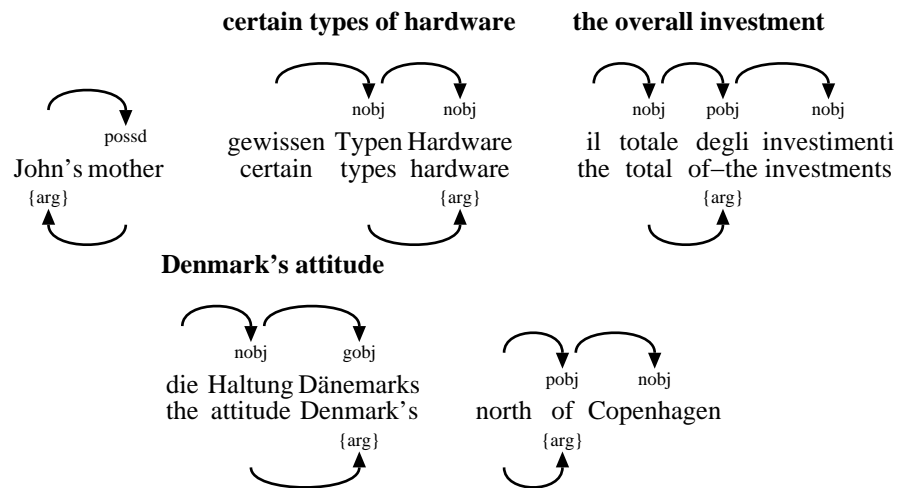 certain types of hardware
the overall investment
possd
John's mother
{arg}
nobj nobj
gewissen Typen Hardware
certain types hardware
{arg}
nobj pobj nobj
il totale degli investimenti
the total of−the investments
{arg}
Denmark's attitude
nobj gobj
die Haltung Dänemarks
the attitude Denmark's
{arg}
pobj nobj
north of Copenhagen
{arg}